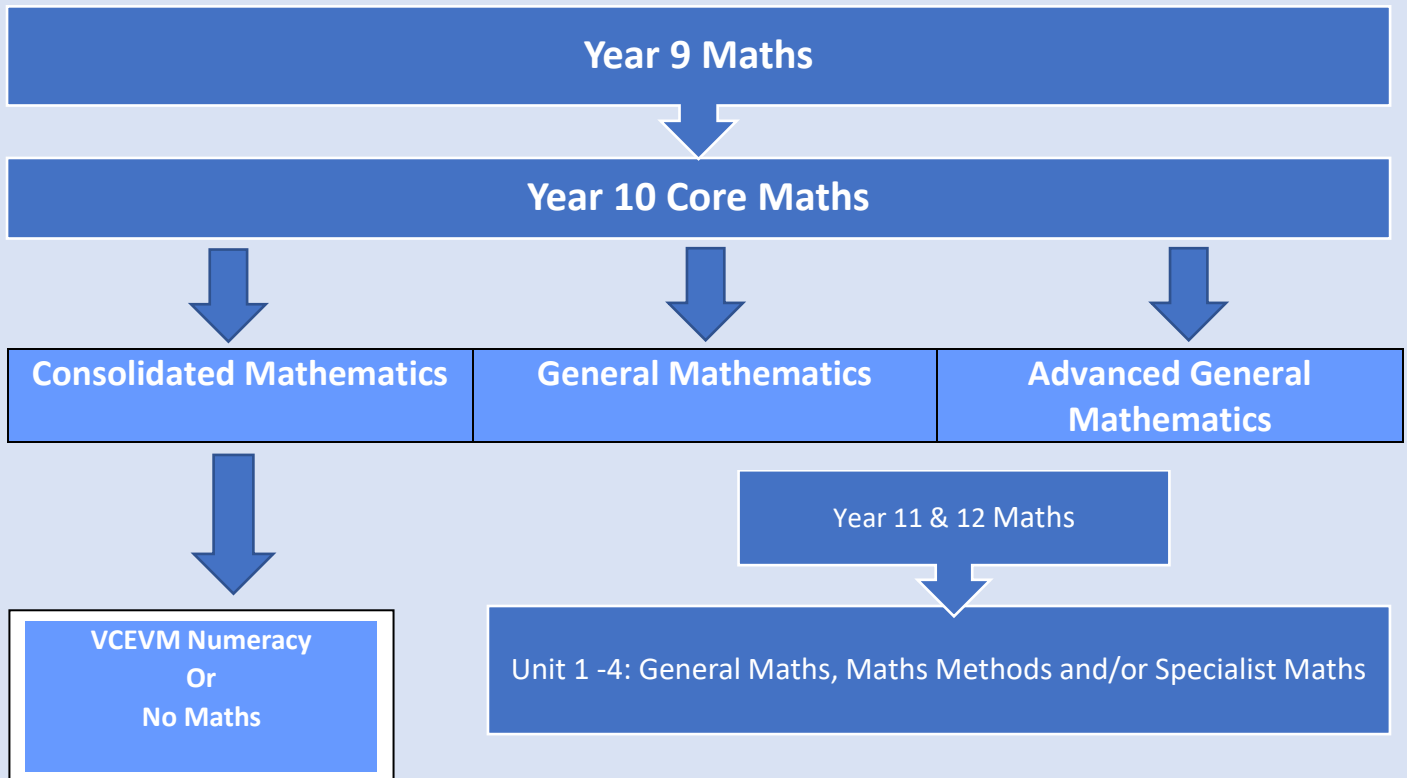 Year 9 Maths
Year 10 Core Maths
Consolidated Mathematics
General Mathematics
Advanced General
Mathematics
Year 11 & 12 Maths
VCEVM Numeracy
Or
No Maths
Unit 1 -4: General Maths, Maths Methods and/or Specialist Maths